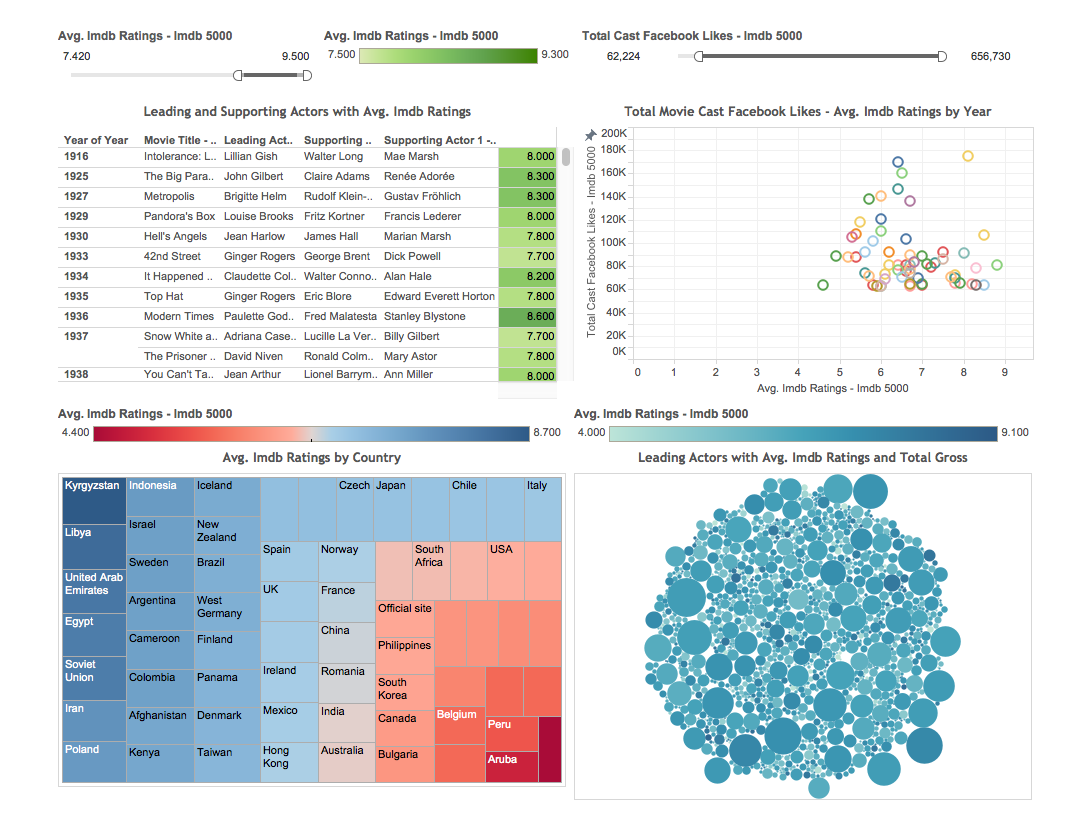 Avg. Imdb Ratings - Imdb 5000
7.420 9.500
Avg. Imdb Ratings - Imdb 5000
7.500 9.300
Total Cast Facebook Likes - Imdb 5000
62,224 656,730
Leading and Supporting Actors with Avg. Imdb Ratings
Year of Year Movie Title - .. Leading Act.. Supporting .. Supporting Actor 1 -..
1916 Intolerance: L.. Lillian Gish Walter Long Mae Marsh 8.000
1925 The Big Para.. John Gilbert Claire Adams Renée Adorée 8.300
1927 Metropolis Brigitte Helm Rudolf Klein-.. Gustav Fröhlich 8.300
1929 Pandora's Box Louise Brooks Fritz Kortner Francis Lederer 8.000
1930 Hell's Angels Jean Harlow James Hall Marian Marsh 7.800
1933 42nd Street Ginger Rogers George Brent Dick Powell 7.700
1934 It Happened .. Claudette Col.. Walter Conno.. Alan Hale 8.200
1935 Top Hat Ginger Rogers Eric Blore Edward Everett Horton 7.800
1936 Modern Times Paulette God.. Fred Malatesta Stanley Blystone 8.600
1937 Snow White a.. Adriana Case.. Lucille La Ver.. Billy Gilbert 7.700
The Prisoner .. David Niven Ronald Colm.. Mary Astor 7.800
1938 You Can't Ta.. Jean Arthur Lionel Barrym.. Ann Miller 8.000
Total Movie Cast Facebook Likes - Avg. Imdb Ratings by Year
Total Cast Facebook Likes - Imdb 5000
200K
180K
160K
140K
120K
100K
80K
60K
40K
20K
0K
0 1 2 3 4 5 6 7 8 9
Avg. Imdb Ratings - Imdb 5000
Avg. Imdb Ratings - Imdb 5000
4.400 8.700
Avg. Imdb Ratings by Country
Kyrgyzstan
Libya
United Arab
Emirates
Egypt
Soviet
Union
Iran
Poland
Indonesia
Israel
Sweden
Argentina
Cameroon
Colombia
Afghanistan
Kenya
Iceland
New
Zealand
Brazil
West
Germany
Finland
Panama
Denmark
Taiwan
Czech Japan Chile Italy
Spain
UK
Ireland
Mexico
Hong
Kong
Norway
France
China
Romania
India
Australia
South
Africa
USA
Official site
Philippines
South
Korea
Canada
Bulgaria
Belgium
Peru
Aruba
Avg. Imdb Ratings - Imdb 5000
4.000 9.100
Leading Actors with Avg. Imdb Ratings and Total Gross